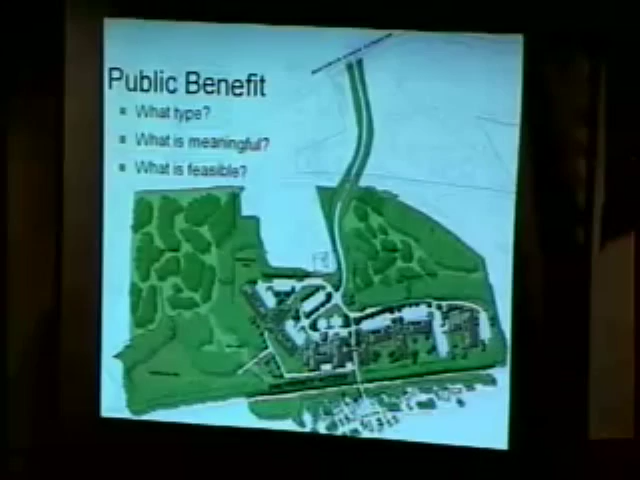 Public Benefit
What type?
What is meaningful?
What is feasible?